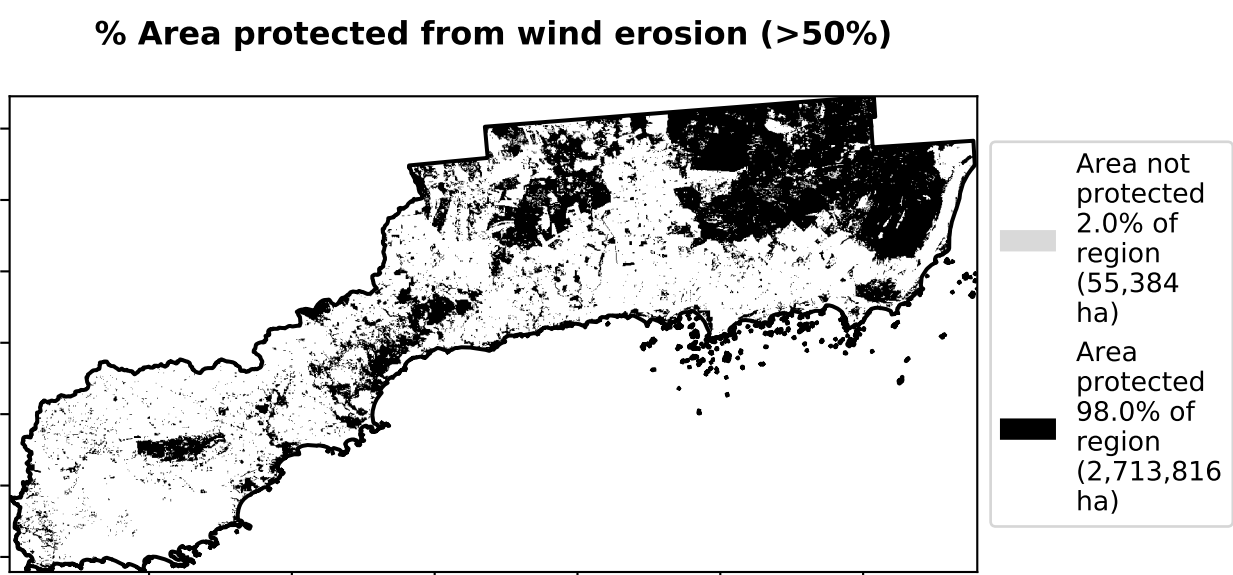 % Area protected from wind erosion (>50%)
Area not
protected
2.0% of
region
(55,384
ha)
Area
protected
98.0% of
region
(2,713,816
ha)